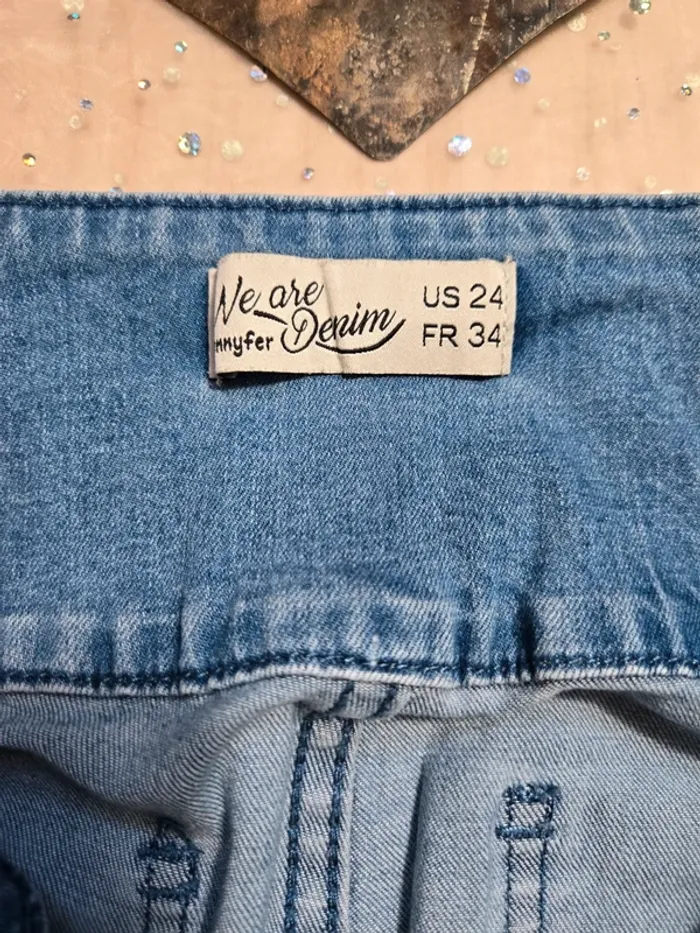 We are
Denim
nnyfer
US 24
FR 34